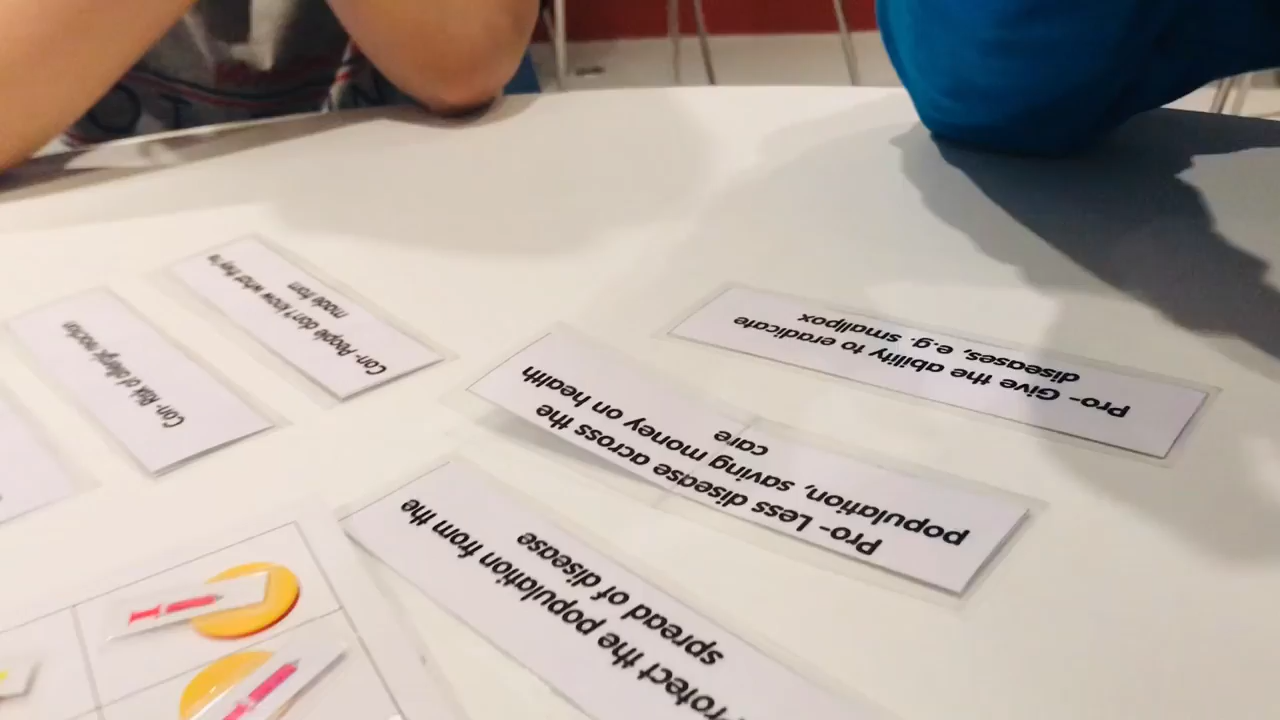 Con- People don't know what they're
made from
Con- Risk of allergic reaction
Pro- Give the ability to eradicate
diseases, e.g. smallpox
Pro- Less disease across the
population, saving money on health
care
Protect the population from the
spread of disease